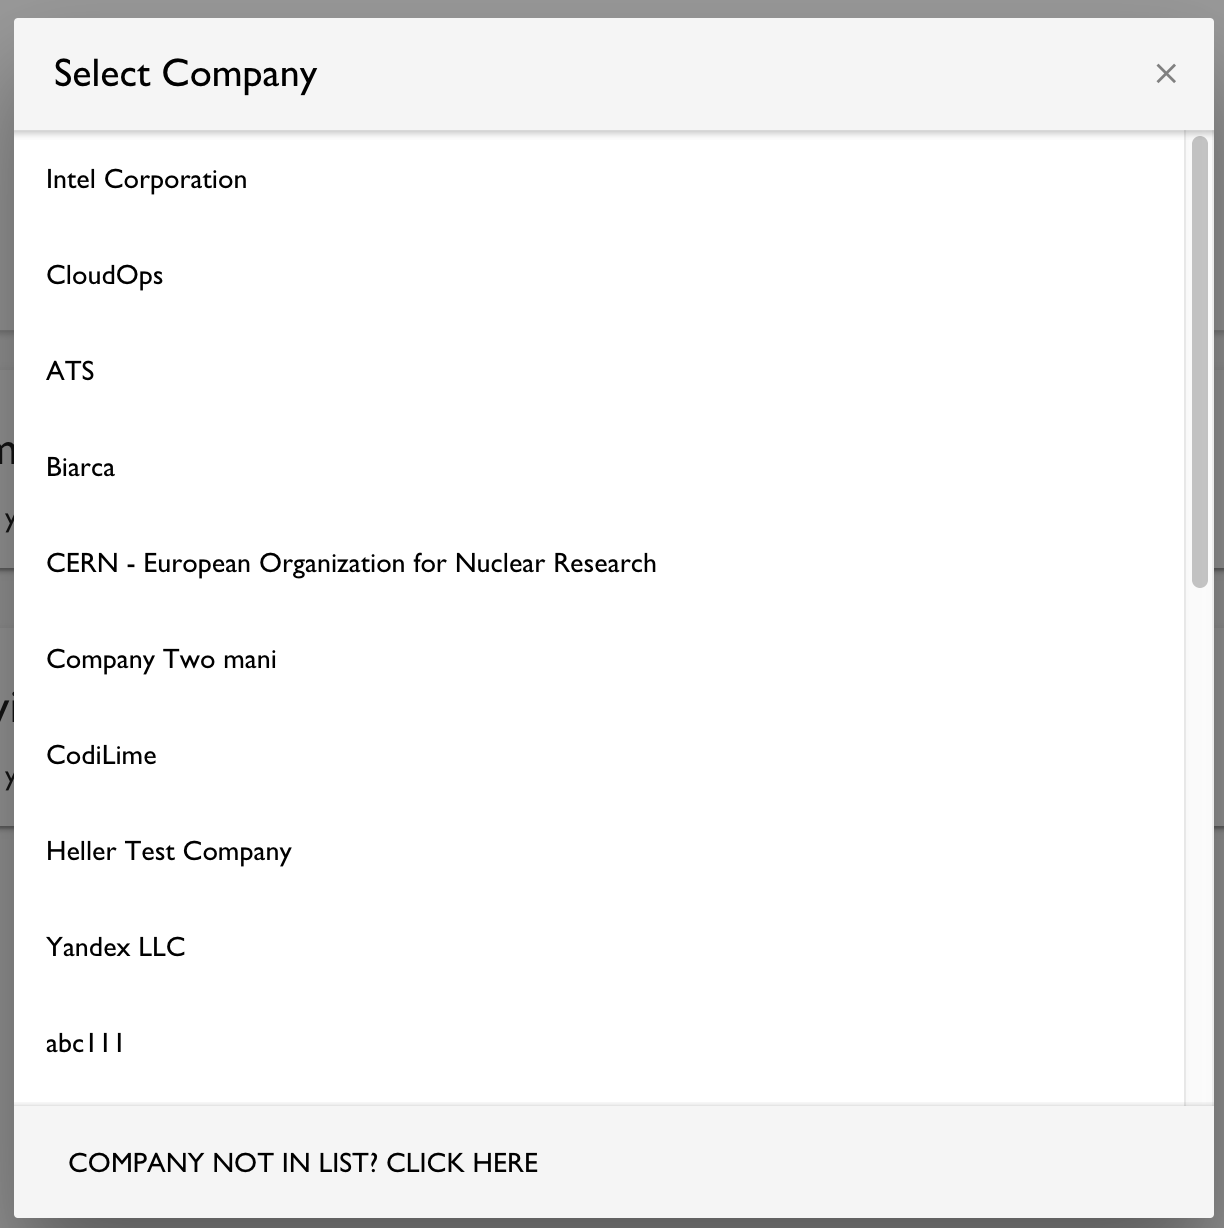 Select Company
Intel Corporation
CloudOps
ATS
Biarca
CERN - European Organization for Nuclear Research
Company Two mani
CodiLime
Heller Test Company
Yandex LLC
abc111
COMPANY NOT IN LIST? CLICK HERE